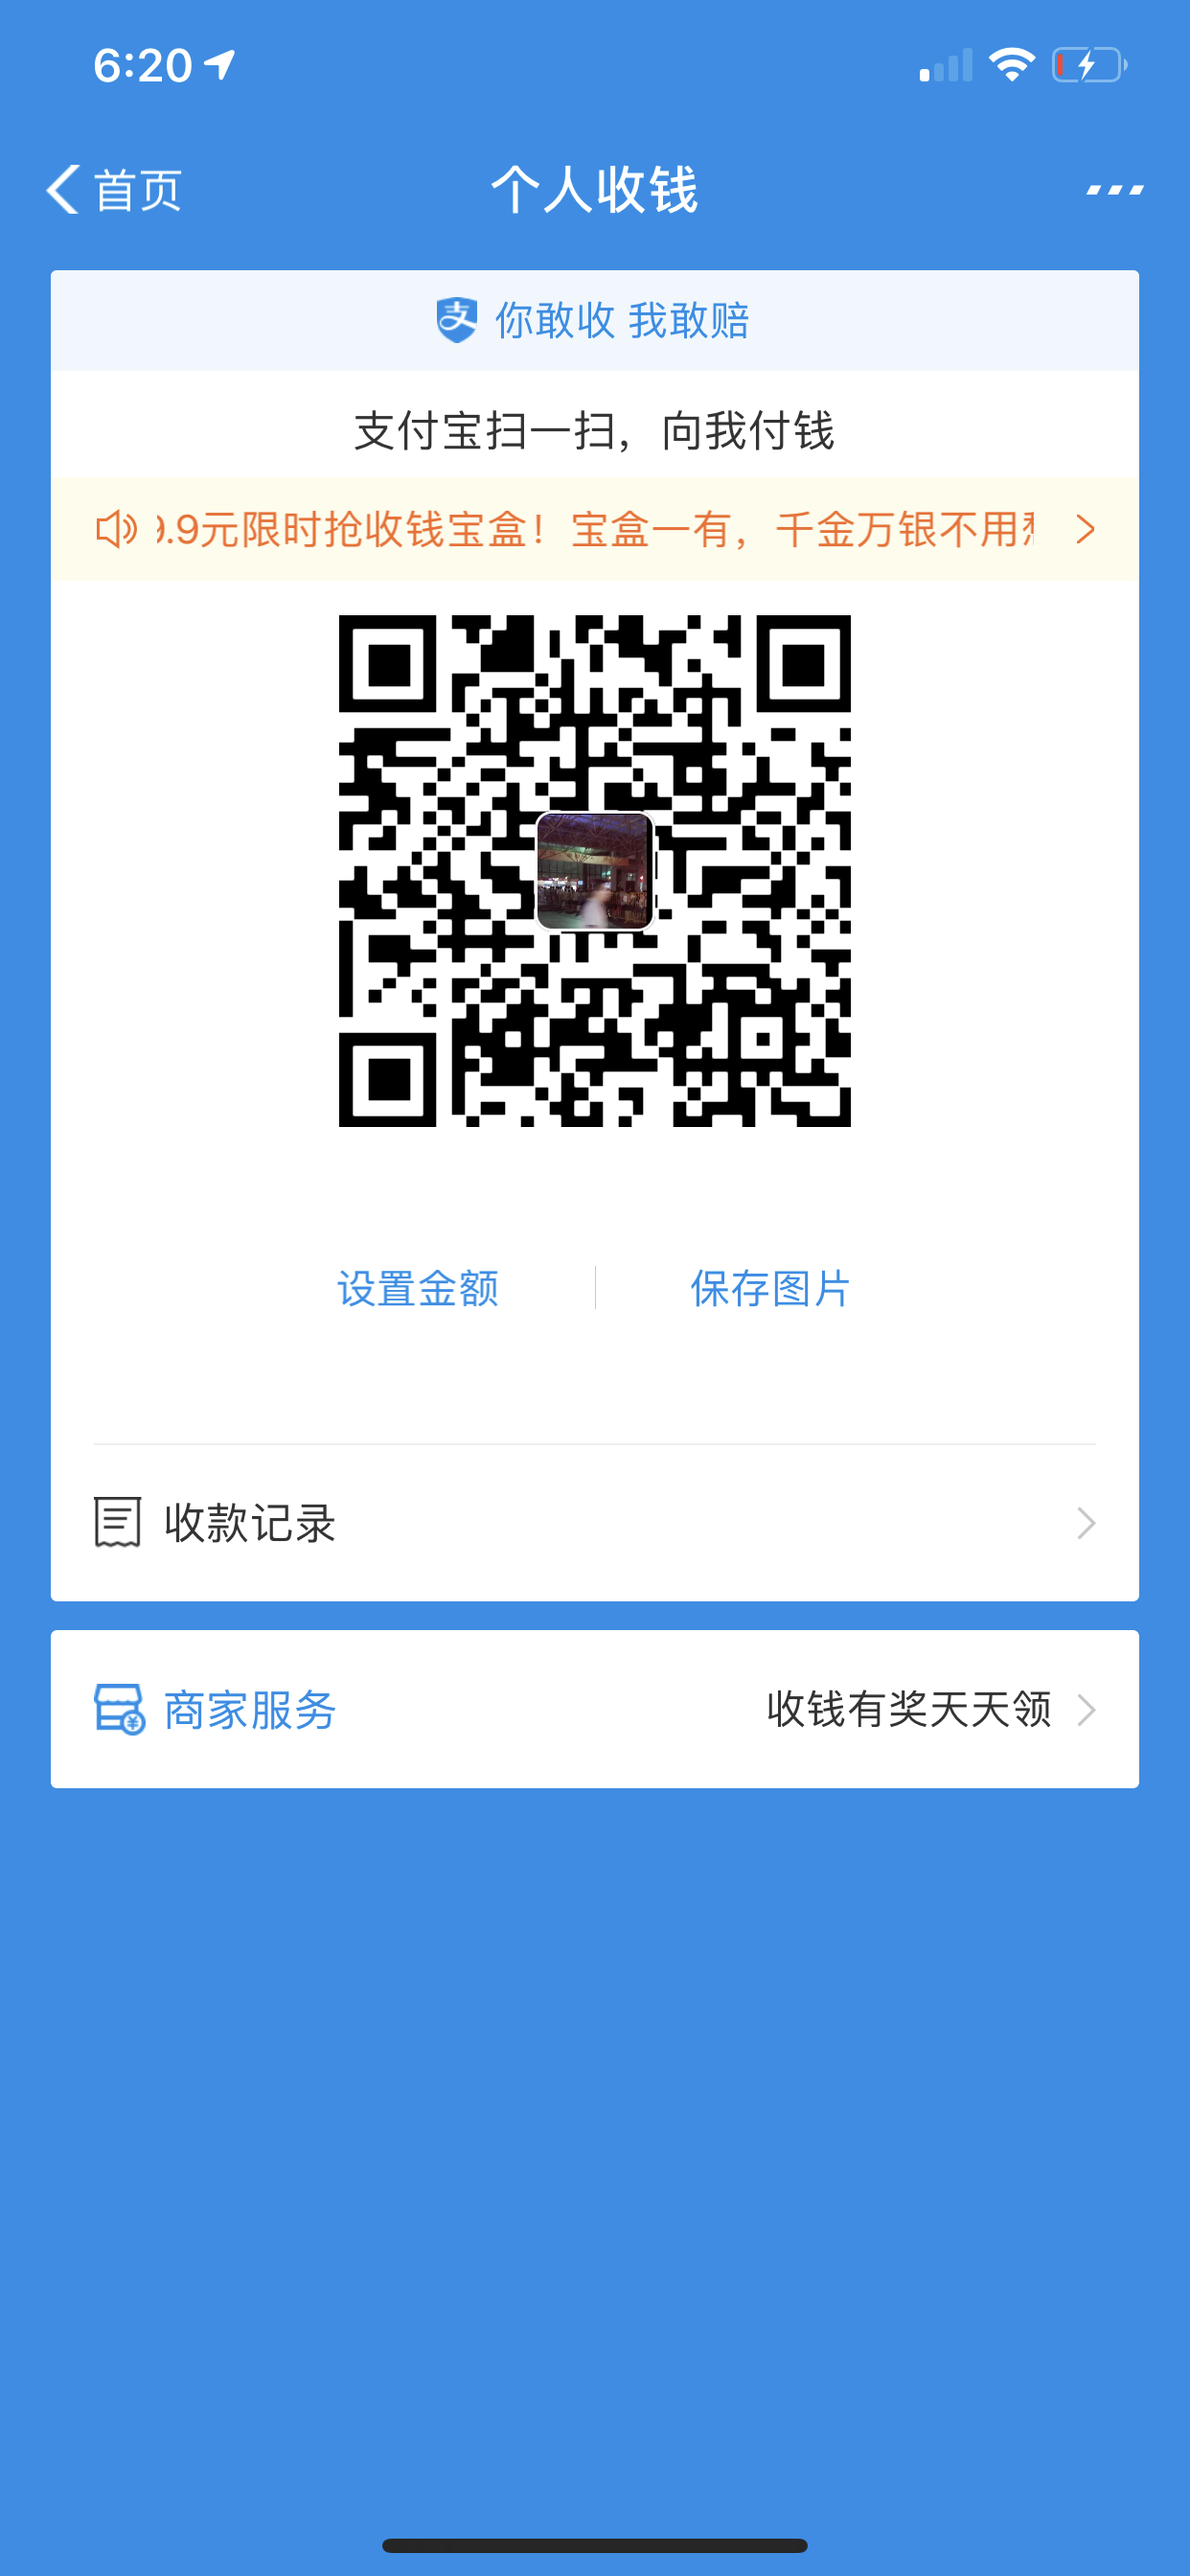 6:20
首页
个人收钱
支 你敢收 我敢赔
支付宝扫一扫，向我付钱
.9元限时抢收钱宝盒！宝盒一有，千金万银不用
设置金额
保存图片
收款记录
商家服务
收钱有奖天天领